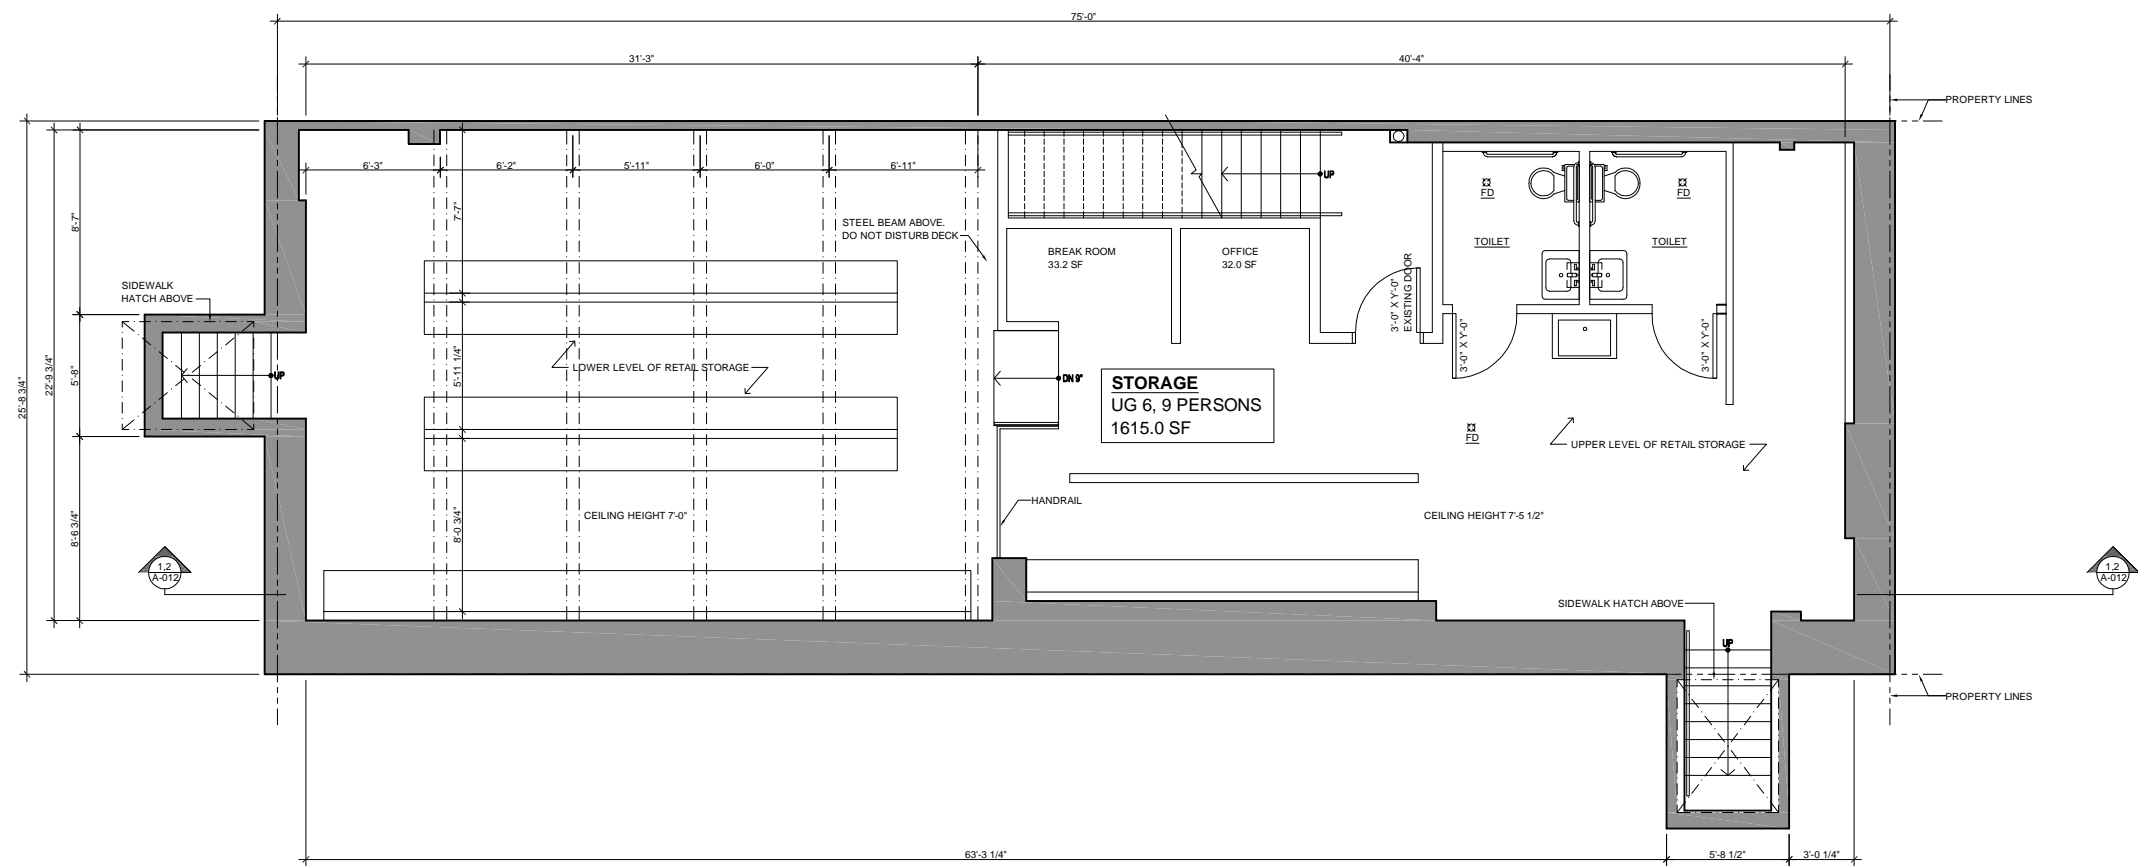 75'-0"
31'-3"
40'-4"
PROPERTY LINES
6'-3"
6'-2"
5'-11"
6'-0"
6'-11"
UP
8'-7"
7'-7"
STEEL BEAM ABOVE.
DO NOT DISTURB DECK
FD
FD
TOILET
TOILET
BREAK ROOM
33.2 SF
OFFICE
32.0 SF
3'-0" X Y'-0"
EXISTING DOOR
SIDEWALK
HATCH ABOVE
25'-8 3/4"
22'-9 3/4"
5'-8"
UP
5'-11 1/4"
LOWER LEVEL OF RETAIL STORAGE
DN 9"
3'-0" X Y'-0"
3'-0" X Y'-0"
STORAGE
UG 6, 9 PERSONS
1615.0 SF
FD
UPPER LEVEL OF RETAIL STORAGE
HANDRAIL
8'-6 3/4"
8'-0 3/4"
CEILING HEIGHT 7'-0"
CEILING HEIGHT 7'-5 1/2"
1,2
A-012
1,2
A-012
SIDEWALK HATCH ABOVE
UP
PROPERTY LINES
63'-3 1/4"
5'-8 1/2"
3'-0 1/4"